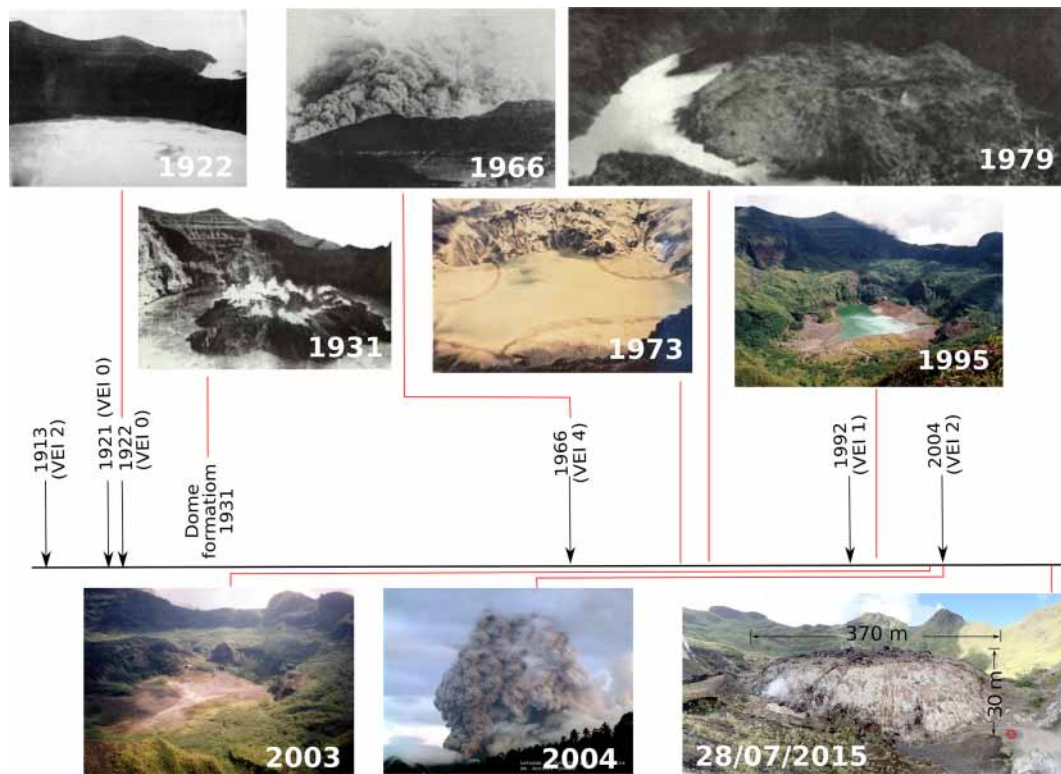 1922
1966
1979
1931
1973
1995
1913
(VEI 2)
1921 (VEI 0)
1922
(VEI 0)
Dome
formatiom
1931
1966
(VEI 4)
1992
(VEI 1)
2004
(VEI 2)
2003
2004
370 m
30 m
28/07/2015